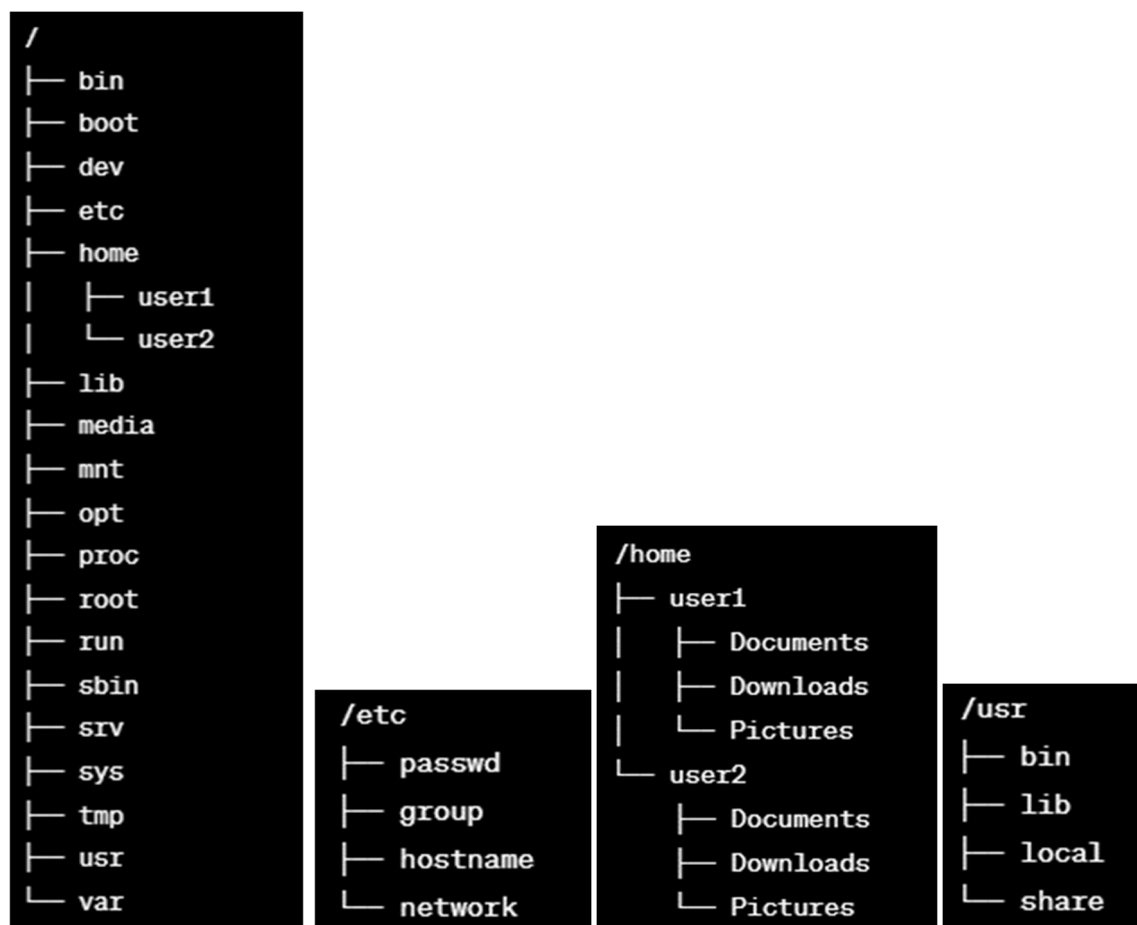 /
├── bin
├── boot
├── dev
├── etc
├── home
│   ├── user1
│   └── user2
├── lib
├── media
├── mnt
├── opt
├── proc
├── root
├── run
├── sbin
├── srv
├── sys
├── tmp
├── usr
└── var
/etc
├── passwd
├── group
├── hostname
└── network
/home
├── user1
│   ├── Documents
│   ├── Downloads
│   └── Pictures
└── user2
    ├── Documents
    ├── Downloads
    └── Pictures
/usr
├── bin
├── lib
├── local
└── share